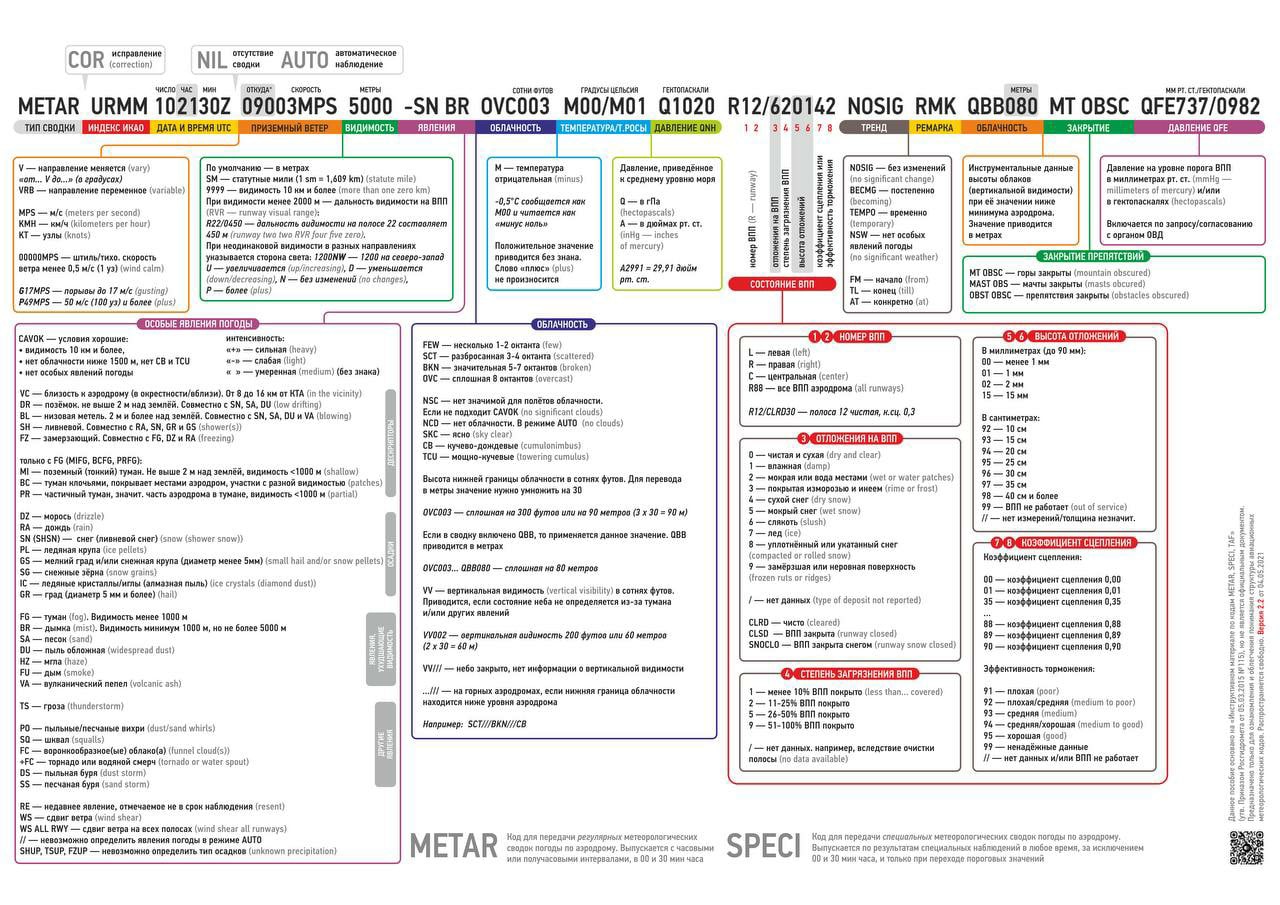 COR исправление
(correction)
NIL отсутствие
сводки
AUTO автоматическое
наблюдение
ЧИСЛО ЧАС МИН
ОТКУДА° СКОРОСТЬ
МЕТРЫ
СОТНИ ФУТОВ
ГРАДУСЫ ЦЕЛЬСИЯ
ГЕКТОПАСКАЛИ
МЕТРЫ
ММ РТ. СТ./ГЕКТОПАСКАЛИ
METAR URMM 102130Z 09003MPS 5000 -SN BR OVC003 M00/M01 Q1020 R12/620142 NOSIG RMK QBB080 MT OBSC QFE737/0982
ТИП СВОДКИ
ИНДЕКС ИКАО
ДАТА И ВРЕМЯ UTC
ПРИЗЕМНЫЙ ВЕТЕР
ВИДИМОСТЬ
ЯВЛЕНИЯ
ОБЛАЧНОСТЬ
ТЕМПЕРАТУРА/Т.РОСЫ
ДАВЛЕНИЕ QNH
1 2 3 4 5 6 7 8
ТРЕНД
РЕМАРКА
ОБЛАЧНОСТЬ
ЗАКРЫТИЕ
ДАВЛЕНИЕ QFE
V — направление меняется (vary)
«от... V до...» (в градусах)
VRB — направление переменное (variable)
MPS — м/с (meters per second)
KMH — км/ч (kilometers per hour)
KT — узлы (knots)
00000MPS — штиль/тихо. скорость
ветра менее 0,5 м/с (1 уз) (wind calm)
G17MPS — порывы до 17 м/с (gusting)
P49MPS — 50 м/с (100 уз) и более (plus)
По умолчанию — в метрах
SM — статутные мили (1 sm = 1,609 km) (statute mile)
9999 — видимость 10 км и более (more than one zero km)
При видимости менее 2000 м — дальность видимости на ВПП
(RVR — runway visual range):
R22/0450 — дальность видимости на полосе 22 составляет
450 м (runway two two RVR four five zero).
При неодинаковой видимости в разных направлениях
указывается сторона света: 1200NW — 1200 на северо-запад
U — увеличивается (up/increasing), D — уменьшается
(down/decreasing), N — без изменений (no changes),
P — более (plus)
M — температура
отрицательная (minus)
-0,5°C сообщается как
M00 и читается как
«минус ноль»
Положительное значение
приводится без знака.
Слово «плюс» (plus)
не произносится
Давление, приведённое
к среднему уровню моря
Q — в гПа
(hectopascals)
A — в дюймах рт. ст.
(inHg — inches
of mercury)
A2991 = 29,91 дюйм
рт. ст.
номер ВПП (R — runway)
отложения на ВПП
степень загрязнения ВПП
высота отложений
коэффициент сцепления или
эффективность торможения
СОСТОЯНИЕ ВПП
NOSIG — без изменений
(no significant change)
BECMG — постепенно
(becoming)
TEMPO — временно
(temporary)
NSW — нет особых
явлений погоды
(no significant weather)
FM — начало (from)
TL — конец (till)
AT — конкретно (at)
Инструментальные данные
высоты облаков
(вертикальной видимости)
при её значении ниже
минимума аэродрома.
Значение приводится
в метрах
Давление на уровне порога ВПП
в миллиметрах рт. ст. (mmHg —
millimeters of mercury) и/или
в гектопаскалях (hectopascals)
Включается по запросу/согласованию
с органом ОВД
ЗАКРЫТИЕ ПРЕПЯТСТВИЙ
MT OBSC — горы закрыты (mountain obscured)
MAST OBS — мачты закрыты (masts obcured)
OBST OBSC — препятствия закрыты (obstacles obscured)
ОСОБЫЕ ЯВЛЕНИЯ ПОГОДЫ
CAVOK — условия хорошие:
• видимость 10 км и более,
• нет облачности ниже 1500 м, нет CB и TCU
• нет особых явлений погоды
интенсивность:
«+» — сильная (heavy)
«-» — слабая (light)
« » — умеренная (medium) (без знака)
VC — близость к аэродрому (в окрестности/вблизи). От 8 до 16 км от КТА (in the vicinity)
DR — позёмок. не выше 2 м над землёй. Совместно с SN, SA, DU (low drifting)
BL — низовая метель. 2 м и более над землёй. Совместно с SN, SA, DU и VA (blowing)
SH — ливневой. Совместно с RA, SN, GR и GS (shower(s))
FZ — замерзающий. Совместно с FG, DZ и RA (freezing)
только с FG (MIFG, BCFG, PRFG):
MI — поземный (тонкий) туман. Не выше 2 м над землёй, видимость <1000 м (shallow)
BC — туман клочьями, покрывает местами аэродром, участки с разной видимостью (patches)
PR — частичный туман, значит. часть аэродрома в тумане, видимость <1000 м (partial)
ДЕСКРИПТОРЫ
DZ — морось (drizzle)
RA — дождь (rain)
SN (SHSN) — снег (ливневой снег) (snow (shower snow))
PL — ледяная крупа (ice pellets)
GS — мелкий град и/или снежная крупа (диаметр менее 5мм) (small hail and/or snow pellets)
SG — снежные зёрна (snow grains)
IC — ледяные кристаллы/иглы (алмазная пыль) (ice crystals (diamond dust))
GR — град (диаметр 5 мм и более) (hail)
ОСАДКИ
FG — туман (fog). Видимость менее 1000 м
BR — дымка (mist). Видимость минимум 1000 м, но не более 5000 м
SA — песок (sand)
DU — пыль обложная (widespread dust)
HZ — мгла (haze)
FU — дым (smoke)
VA — вулканический пепел (volcanic ash)
ЯВЛЕНИЯ,
УХУДШАЮЩИЕ
ВИДИМОСТЬ
TS — гроза (thunderstorm)
PO — пыльные/песчаные вихри (dust/sand whirls)
SQ — шквал (squalls)
FC — воронкообразное(ые) облако(а) (funnel cloud(s))
+FC — торнадо или водяной смерч (tornado or water spout)
DS — пыльная буря (dust storm)
SS — песчаная буря (sand storm)
ДРУГИЕ
ЯВЛЕНИЯ
RE — недавнее явление, отмечаемое не в срок наблюдения (resent)
WS — сдвиг ветра (wind shear)
WS ALL RWY — сдвиг ветра на всех полосах (wind shear all runways)
// — невозможно определить явления погоды в режиме AUTO
SHUP, TSUP, FZUP — невозможно определить тип осадков (unknown precipitation)
ОБЛАЧНОСТЬ
FEW — несколько 1-2 октанта (few)
SCT — разбросанная 3-4 октанта (scattered)
BKN — значительная 5-7 октантов (broken)
OVC — сплошная 8 октантов (overcast)
NSC — нет значимой для полётов облачности.
Если не подходит CAVOK (no significant clouds)
NCD — нет облачности. В режиме AUTO (no clouds)
SKC — ясно (sky clear)
CB — кучево-дождевые (cumulonimbus)
TCU — мощно-кучевые (towering cumulus)
Высота нижней границы облачности в сотнях футов. Для перевода
в метры значение нужно умножить на 30
OVC003 — сплошная на 300 футов или на 90 метров (3 x 30 = 90 м)
Если в сводку включено QBB, то применяется данное значение. QBB
приводится в метрах
OVC003... QBB080 — сплошная на 80 метров
VV — вертикальная видимость (vertical visibility) в сотнях футов.
Приводится, если состояние неба не определяется из-за тумана
и/или других явлений
VV002 — вертикальная видимость 200 футов или 60 метров
(2 x 30 = 60 м)
VV/// — небо закрыто, нет информации о вертикальной видимости
.../// — на горных аэродромах, если нижняя граница облачности
находится ниже уровня аэродрома
Например: SCT///BKN///CB
1 2 НОМЕР ВПП
L — левая (left)
R — правая (right)
C — центральная (center)
R88 — все ВПП аэродрома (all runways)
R12/CLRD30 — полоса 12 чистая, к.сц. 0,3
3 ОТЛОЖЕНИЯ НА ВПП
0 — чистая и сухая (dry and clear)
1 — влажная (damp)
2 — мокрая или вода местами (wet or water patches)
3 — покрытая изморозью и инеем (rime or frost)
4 — сухой снег (dry snow)
5 — мокрый снег (wet snow)
6 — слякоть (slush)
7 — лед (ice)
8 — уплотнённый или укатанный снег
(compacted or rolled snow)
9 — замёрзшая или неровная поверхность
(frozen ruts or ridges)
/ — нет данных (type of deposit not reported)
CLRD — чисто (cleared)
CLSD — ВПП закрыта (runway closed)
SNOCLO — ВПП закрыта снегом (runway snow closed)
4 СТЕПЕНЬ ЗАГРЯЗНЕНИЯ ВПП
1 — менее 10% ВПП покрыто (less than... covered)
2 — 11-25% ВПП покрыто
5 — 26-50% ВПП покрыто
9 — 51-100% ВПП покрыто
/ — нет данных. например, вследствие очистки
полосы (no data available)
5 6 ВЫСОТА ОТЛОЖЕНИЙ
В миллиметрах (до 90 мм):
00 — менее 1 мм
01 — 1 мм
02 — 2 мм
15 — 15 мм
В сантиметрах:
92 — 10 см
93 — 15 см
94 — 20 см
95 — 25 см
96 — 30 см
97 — 35 см
98 — 40 см и более
99 — ВПП не работает (out of service)
// — нет измерений/толщина незначит.
7 8 КОЭФФИЦИЕНТ СЦЕПЛЕНИЯ
Коэффициент сцепления:
00 — коэффициент сцепления 0,00
01 — коэффициент сцепления 0,01
35 — коэффициент сцепления 0,35
...
88 — коэффициент сцепления 0,88
89 — коэффициент сцепления 0,89
90 — коэффициент сцепления 0,90
Эффективность торможения:
91 — плохая (poor)
92 — плохая/средняя (medium to poor)
93 — средняя (medium)
94 — средняя/хорошая (medium to good)
95 — хорошая (good)
99 — ненадёжные данные
// — нет данных и/или ВПП не работает
METAR
Код для передачи регулярных метеорологических
сводок погоды по аэродрому. Выпускается с часовыми
или получасовыми интервалами, в 00 и 30 мин часа
SPECI
Код для передачи специальных метеорологических сводок погоды по аэродрому.
Выпускается по результатам специальных наблюдений в любое время, за исключением
00 и 30 мин часа, и только при переходе пороговых значений
Данное пособие основано на «Инструктивном материале по кодам METAR, SPECI, TAF»
(утв. Приказом Росгидромета от 05.03.2015 №115), но не является официальным документом.
Предназначено только для ознакомления и облегчения понимания структуры авиационных
метеорологических кодов. Распространяется свободно. Версия 2.2 от 04.05.2021